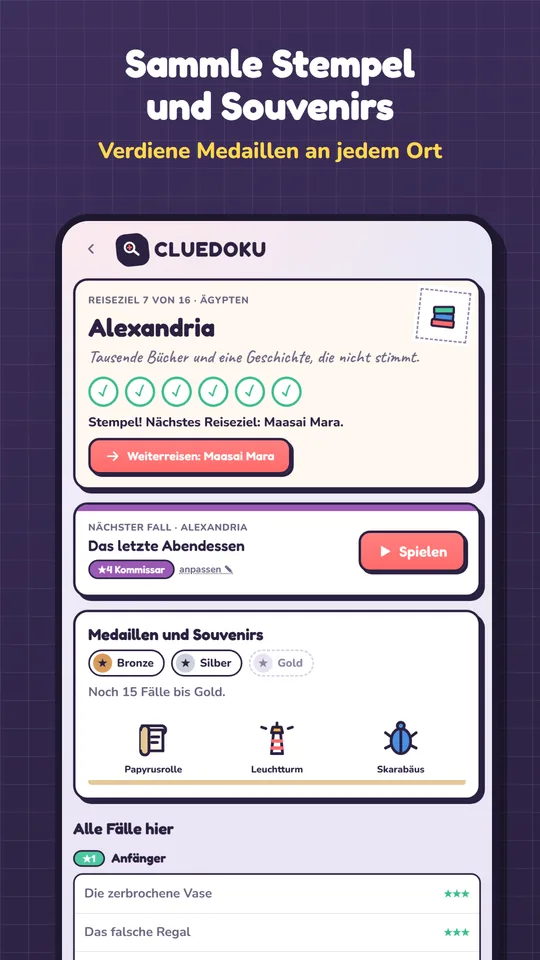 Sammle Stempel
und Souvenirs
Verdiene Medaillen an jedem Ort
CLUEDOKU
REISEZIEL 7 VON 16 · ÄGYPTEN
Alexandria
Tausende Bücher und eine Geschichte, die nicht stimmt.
Stempel! Nächstes Reiseziel: Maasai Mara.
→ Weiterreisen: Maasai Mara
NÄCHSTER FALL · ALEXANDRIA
Das letzte Abendessen
★4 Kommissar anpassen ✎
▶ Spielen
Medaillen und Souvenirs
★ Bronze ★ Silber ★ Gold
Noch 15 Fälle bis Gold.
Papyrusrolle Leuchtturm Skarabäus
Alle Fälle hier
★1 Anfänger
Die zerbrochene Vase ★★★
Das falsche Regal ★★★